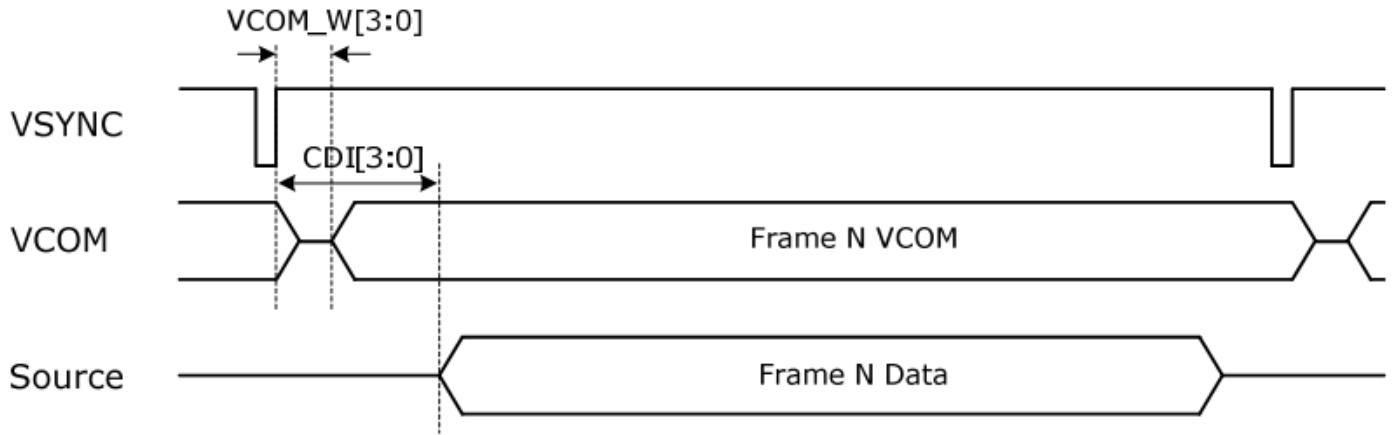 VCOM_W[3:0]
VSYNC
CDI[3:0]
VCOM
Frame N VCOM
Source
Frame N Data